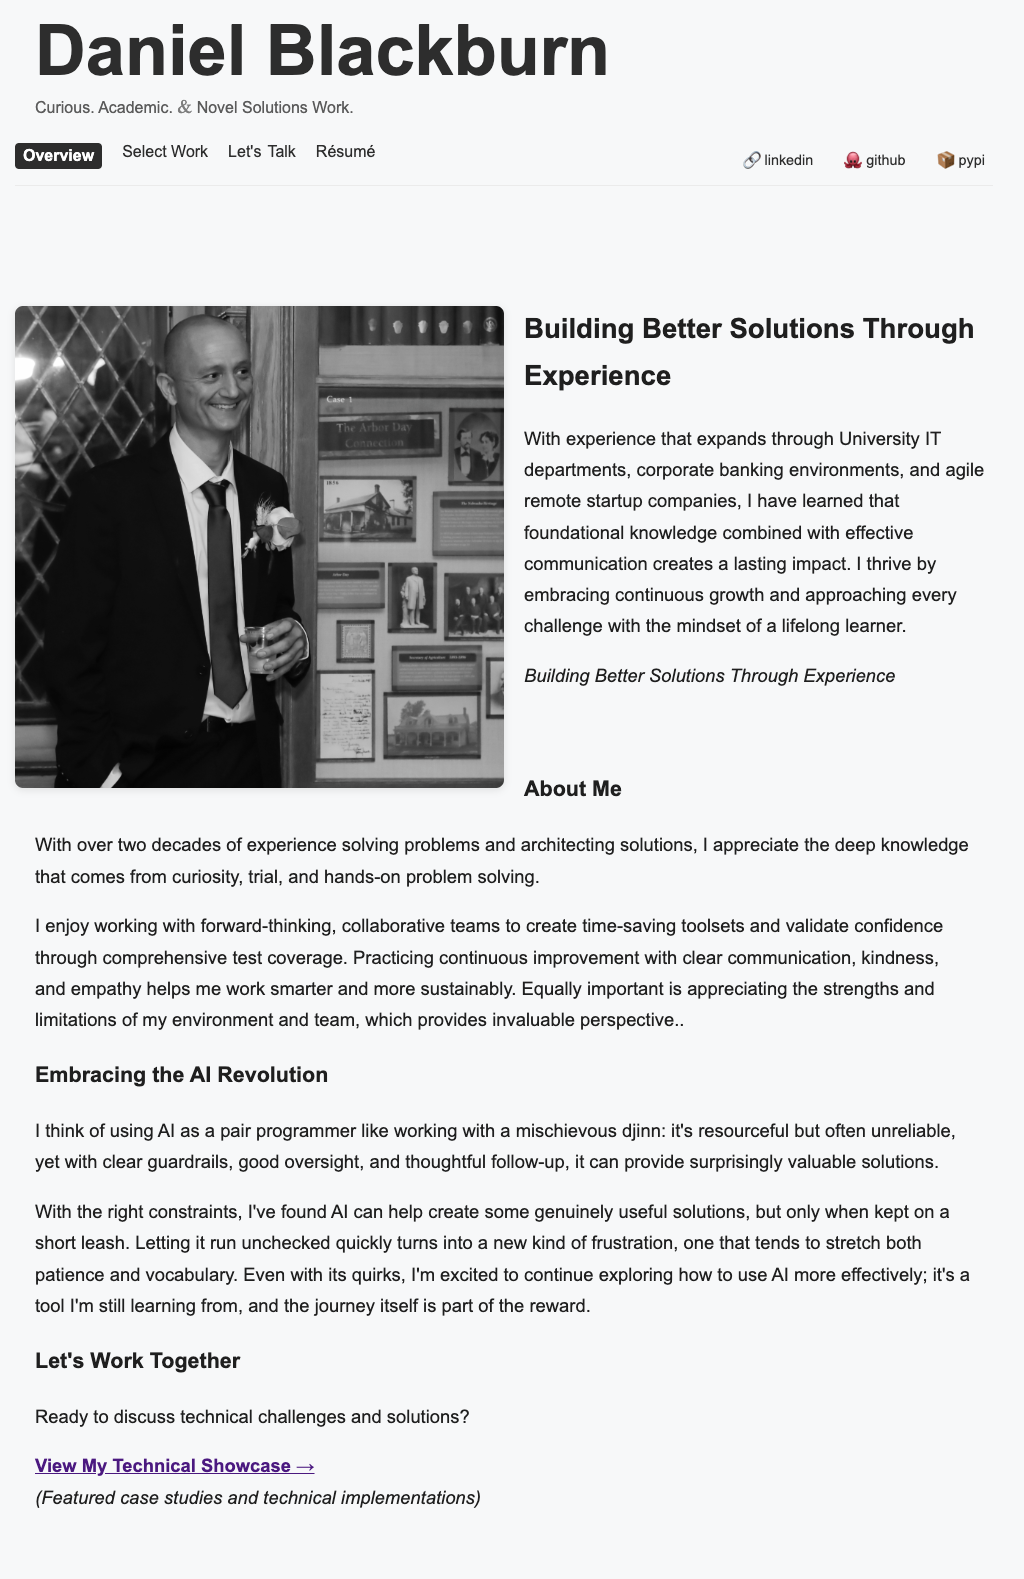 Daniel Blackburn
Curious. Academic. & Novel Solutions Work.
Overview Select Work Let's Talk Résumé
🔗 linkedin 🐙 github 📦 pypi
Case 1
The Arbor Day
Connection
1856
Building Better Solutions Through
Experience
With experience that expands through University IT
departments, corporate banking environments, and agile
remote startup companies, I have learned that
foundational knowledge combined with effective
communication creates a lasting impact. I thrive by
embracing continuous growth and approaching every
challenge with the mindset of a lifelong learner.
Building Better Solutions Through Experience
About Me
With over two decades of experience solving problems and architecting solutions, I appreciate the deep knowledge
that comes from curiosity, trial, and hands-on problem solving.
I enjoy working with forward-thinking, collaborative teams to create time-saving toolsets and validate confidence
through comprehensive test coverage. Practicing continuous improvement with clear communication, kindness,
and empathy helps me work smarter and more sustainably. Equally important is appreciating the strengths and
limitations of my environment and team, which provides invaluable perspective..
Embracing the AI Revolution
I think of using AI as a pair programmer like working with a mischievous djinn: it's resourceful but often unreliable,
yet with clear guardrails, good oversight, and thoughtful follow-up, it can provide surprisingly valuable solutions.
With the right constraints, I've found AI can help create some genuinely useful solutions, but only when kept on a
short leash. Letting it run unchecked quickly turns into a new kind of frustration, one that tends to stretch both
patience and vocabulary. Even with its quirks, I'm excited to continue exploring how to use AI more effectively; it's a
tool I'm still learning from, and the journey itself is part of the reward.
Let's Work Together
Ready to discuss technical challenges and solutions?
View My Technical Showcase →
(Featured case studies and technical implementations)